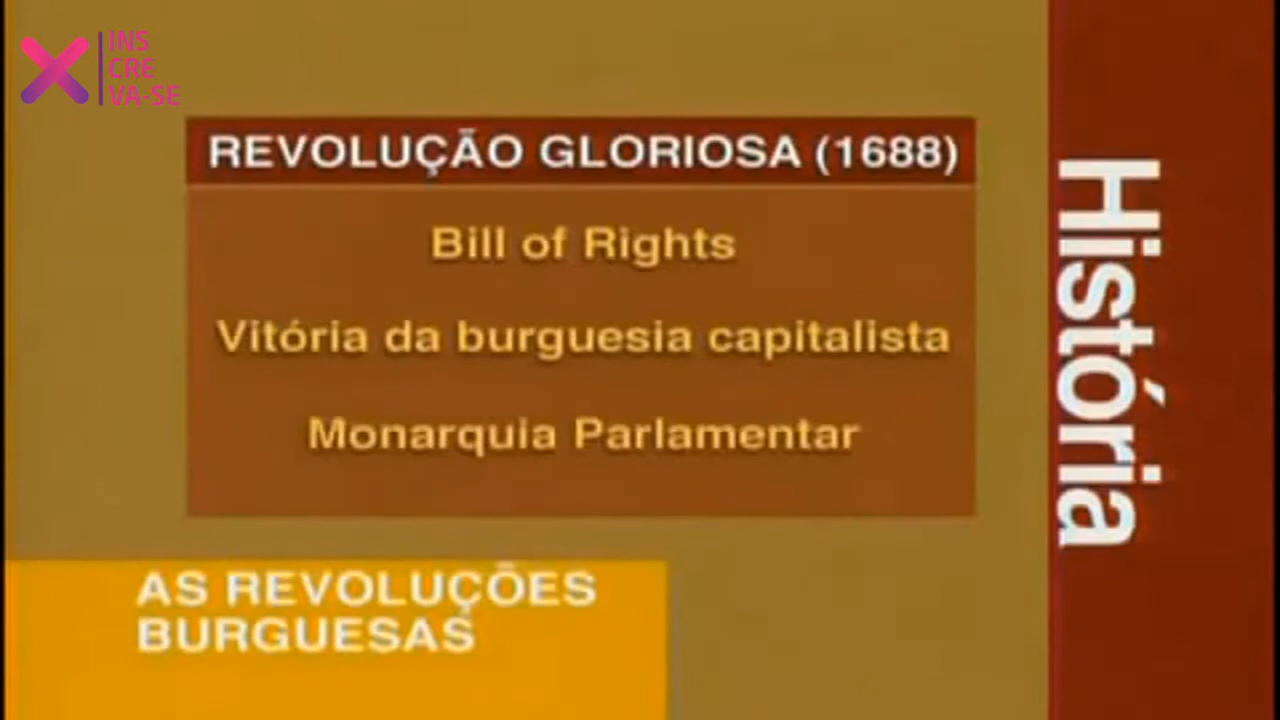 INS
CRE
VA-SE
REVOLUÇÃO GLORIOSA (1688)
Bill of Rights
Vitória da burguesia capitalista
Monarquia Parlamentar
História
AS REVOLUÇÕES
BURGUESAS